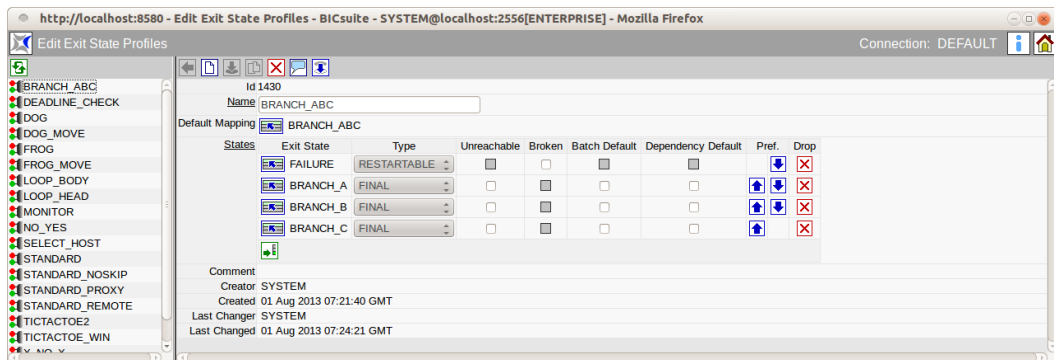 http://localhost:8580 - Edit Exit State Profiles - BICsuite - SYSTEM@localhost:2556[ENTERPRISE] - Mozilla Firefox
Edit Exit State Profiles
Connection: DEFAULT
BRANCH_ABC
DEADLINE_CHECK
DOG
DOG_MOVE
FROG
FROG_MOVE
LOOP_BODY
LOOP_HEAD
MONITOR
NO_YES
SELECT_HOST
STANDARD
STANDARD_NOSKIP
STANDARD_PROXY
STANDARD_REMOTE
TICTACTOE2
TICTACTOE_WIN
X_NO_X
Id 1430
Name BRANCH_ABC
Default Mapping BRANCH_ABC
States Exit State Type Unreachable Broken Batch Default Dependency Default Pref. Drop
FAILURE RESTARTABLE
BRANCH_A FINAL
BRANCH_B FINAL
BRANCH_C FINAL
Comment
Creator SYSTEM
Created 01 Aug 2013 07:21:40 GMT
Last Changer SYSTEM
Last Changed 01 Aug 2013 07:24:21 GMT